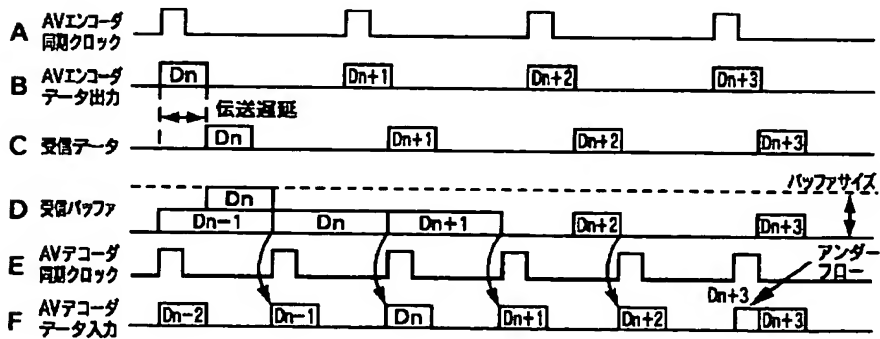 A AVエンコーダ
同期クロック
B AVエンコーダ
データ出力
Dn Dn+1 Dn+2 Dn+3
伝送遅延
C 受信データ
Dn Dn+1 Dn+2 Dn+3
バッファサイズ
D 受信バッファ
Dn
Dn−1 Dn Dn+1 Dn+2 Dn+3
E AVデコーダ
同期クロック
アンダー
フロー
Dn+3
F AVデコーダ
データ入力
Dn−2 Dn−1 Dn Dn+1 Dn+2 Dn+3